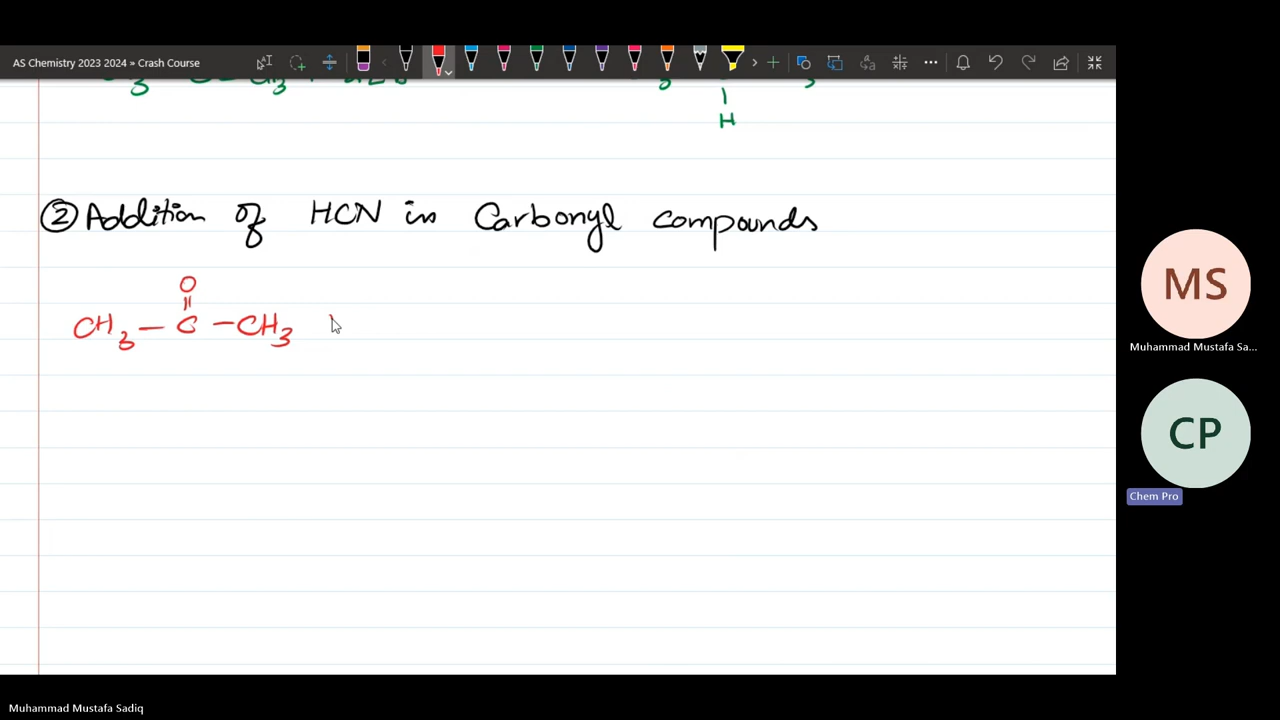 AS Chemistry 2023 2024 » Crash Course
H
② Addition of HCN in Carbonyl compounds
O
CH3 – C – CH3
MS
Muhammad Mustafa Sa...
CP
Chem Pro
Muhammad Mustafa Sadiq